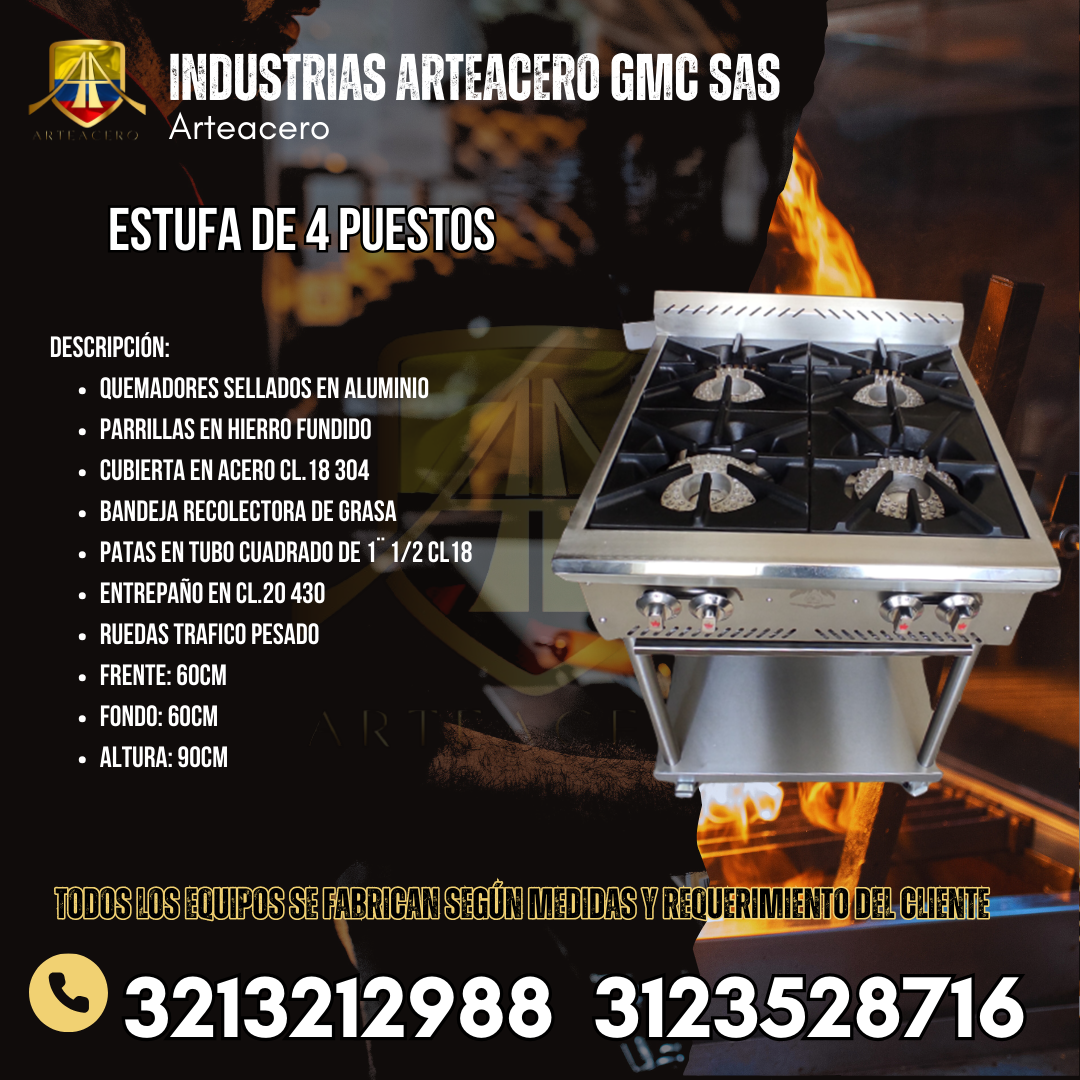 INDUSTRIAS ARTEACERO GMC SAS
Arteacero
ARTEACERO
ESTUFA DE 4 PUESTOS
DESCRIPCIÓN:
• QUEMADORES SELLADOS EN ALUMINIO
• PARRILLAS EN HIERRO FUNDIDO
• CUBIERTA EN ACERO CL.18 304
• BANDEJA RECOLECTORA DE GRASA
• PATAS EN TUBO CUADRADO DE 1¨ 1/2 CL18
• ENTREPAÑO EN CL.20 430
• RUEDAS TRAFICO PESADO
• FRENTE: 60CM
• FONDO: 60CM
• ALTURA: 90CM
TODOS LOS EQUIPOS SE FABRICAN SEGÚN MEDIDAS Y REQUERIMIENTO DEL CLIENTE
3213212988 3123528716